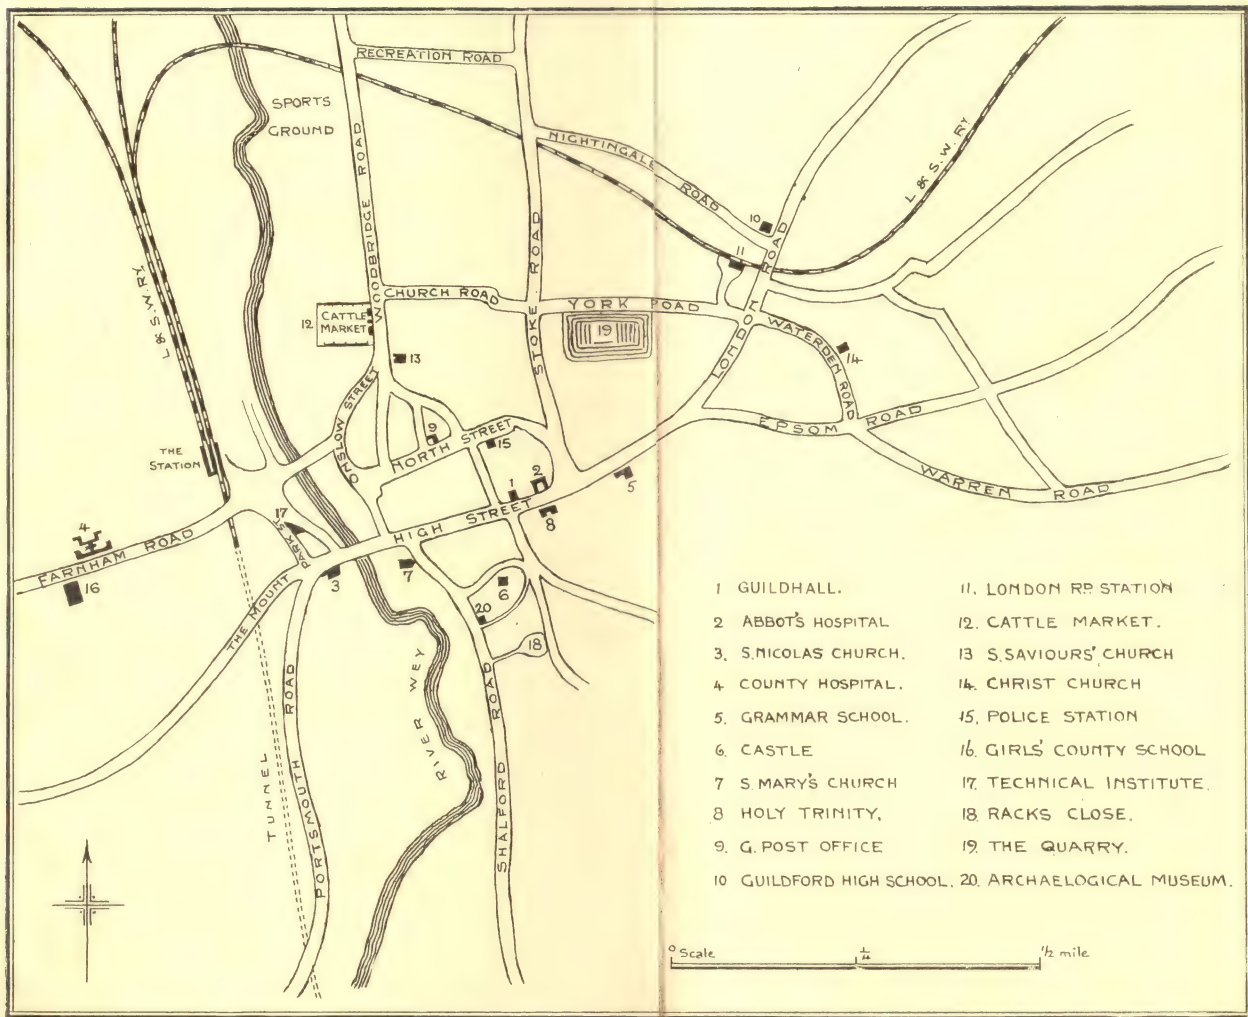 RECREATION ROAD
SPORTS
GROUND
NIGHTINGALE
ROAD
L & S.W. RY.
WOODBRIDGE ROAD
STOKE ROAD
10
11
L & S.W. RY.
CHURCH ROAD
YORK ROAD
LONDON ROAD
12
CATTLE
MARKET
19
WATERDEN ROAD
14
13
ONSLOW STREET
9
NORTH STREET
15
EPSOM ROAD
THE
STATION
WARREN ROAD
1
2
5
8
HIGH STREET
17
PARK ST.
4
FARNHAM ROAD
16
3
7
6
20
18
THE MOUNT
PORTSMOUTH ROAD
TUNNEL
RIVER WEY
SHALFORD ROAD
1 GUILDHALL.
2 ABBOT'S HOSPITAL
3. S. NICOLAS CHURCH.
4 COUNTY HOSPITAL.
5. GRAMMAR SCHOOL.
6. CASTLE
7 S. MARY'S CHURCH
8 HOLY TRINITY.
9. G. POST OFFICE
10 GUILDFORD HIGH SCHOOL.
11. LONDON RD. STATION
12. CATTLE MARKET.
13 S. SAVIOURS' CHURCH
14. CHRIST CHURCH
15. POLICE STATION
16. GIRLS' COUNTY SCHOOL
17. TECHNICAL INSTITUTE.
18. RACKS CLOSE.
19. THE QUARRY.
20. ARCHAELOGICAL MUSEUM.
0 Scale ¼ ½ mile